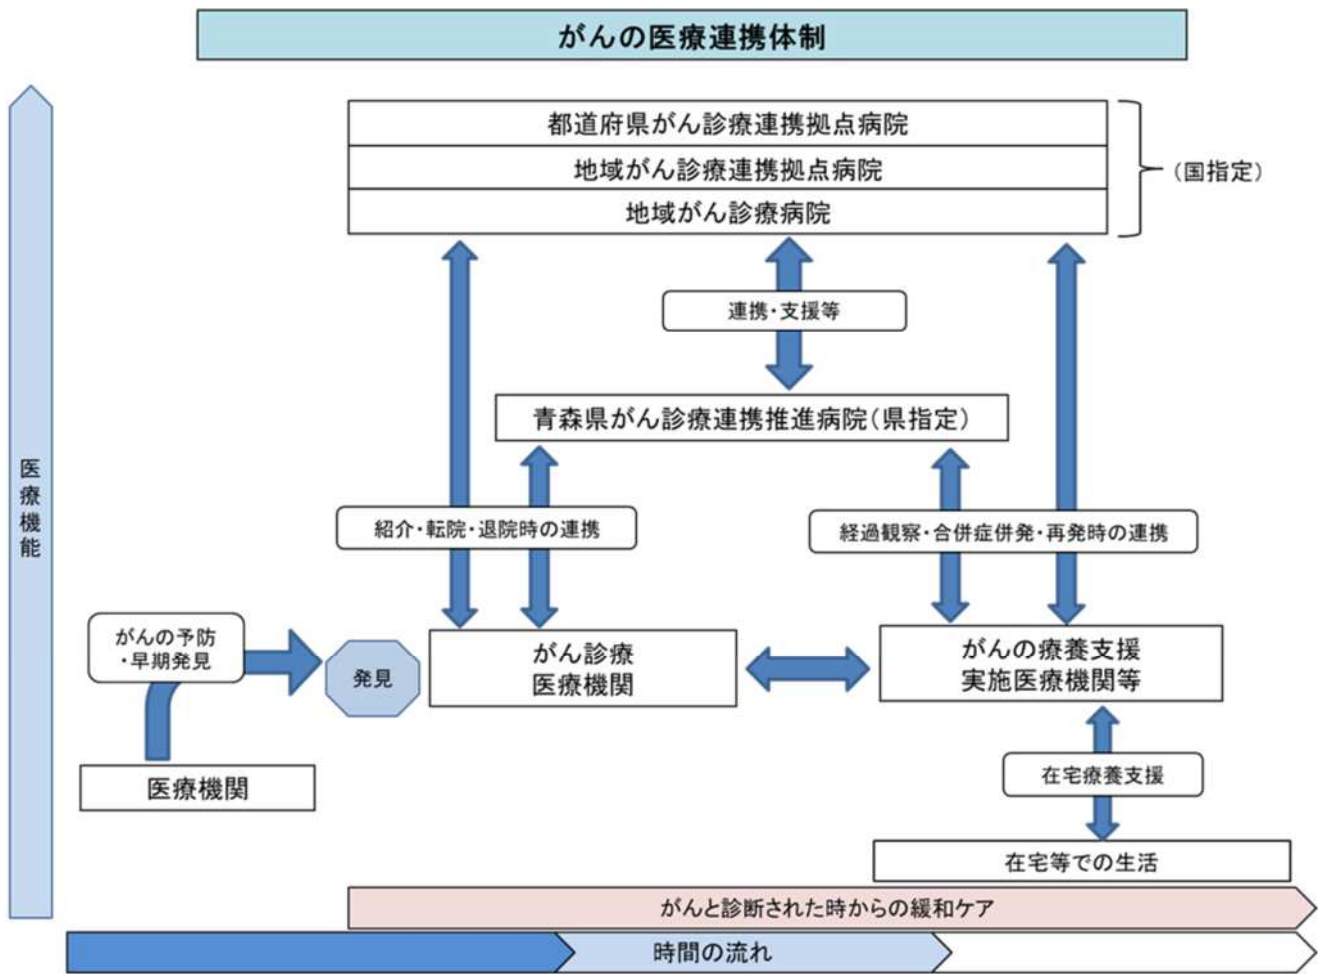 がんの医療連携体制
都道府県がん診療連携拠点病院
地域がん診療連携拠点病院
地域がん診療病院
(国指定)
連携・支援等
青森県がん診療連携推進病院(県指定)
医療機能
紹介・転院・退院時の連携
経過観察・合併症併発・再発時の連携
がんの予防
・早期発見
発見
がん診療
医療機関
がんの療養支援
実施医療機関等
医療機関
在宅療養支援
在宅等での生活
がんと診断された時からの緩和ケア
時間の流れ